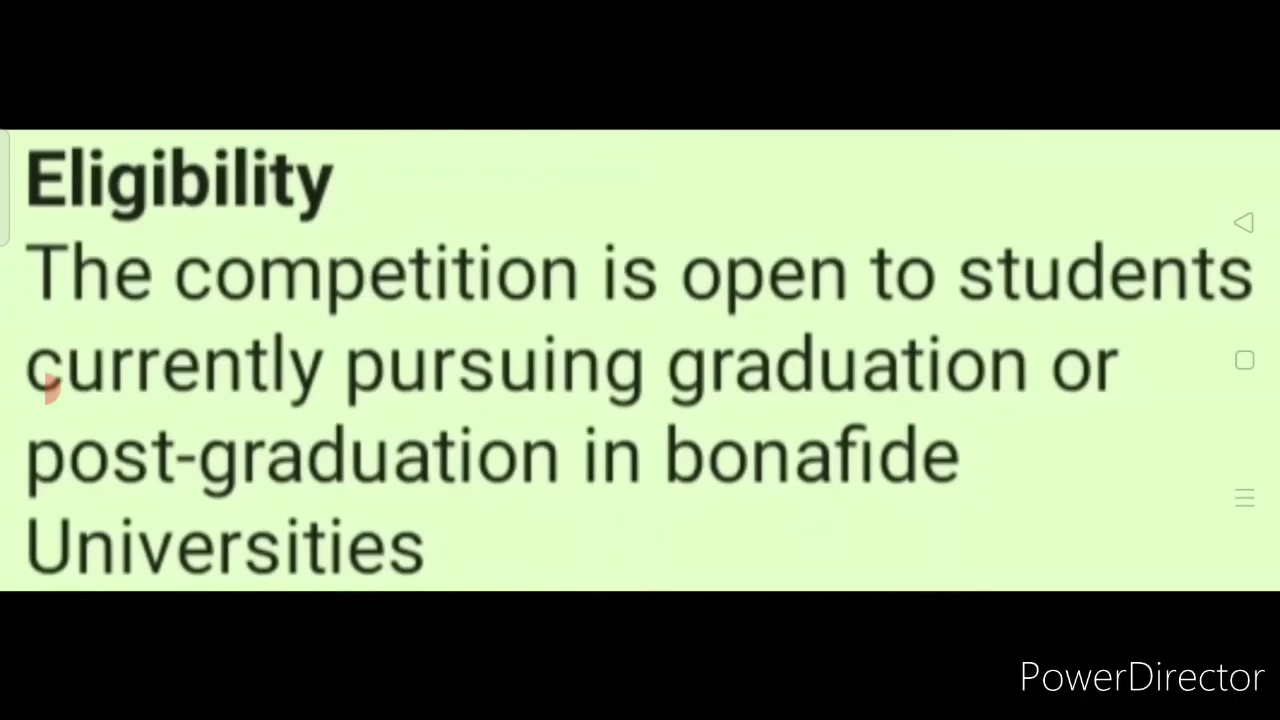 Eligibility
The competition is open to students
currently pursuing graduation or
post-graduation in bonafide
Universities
PowerDirector